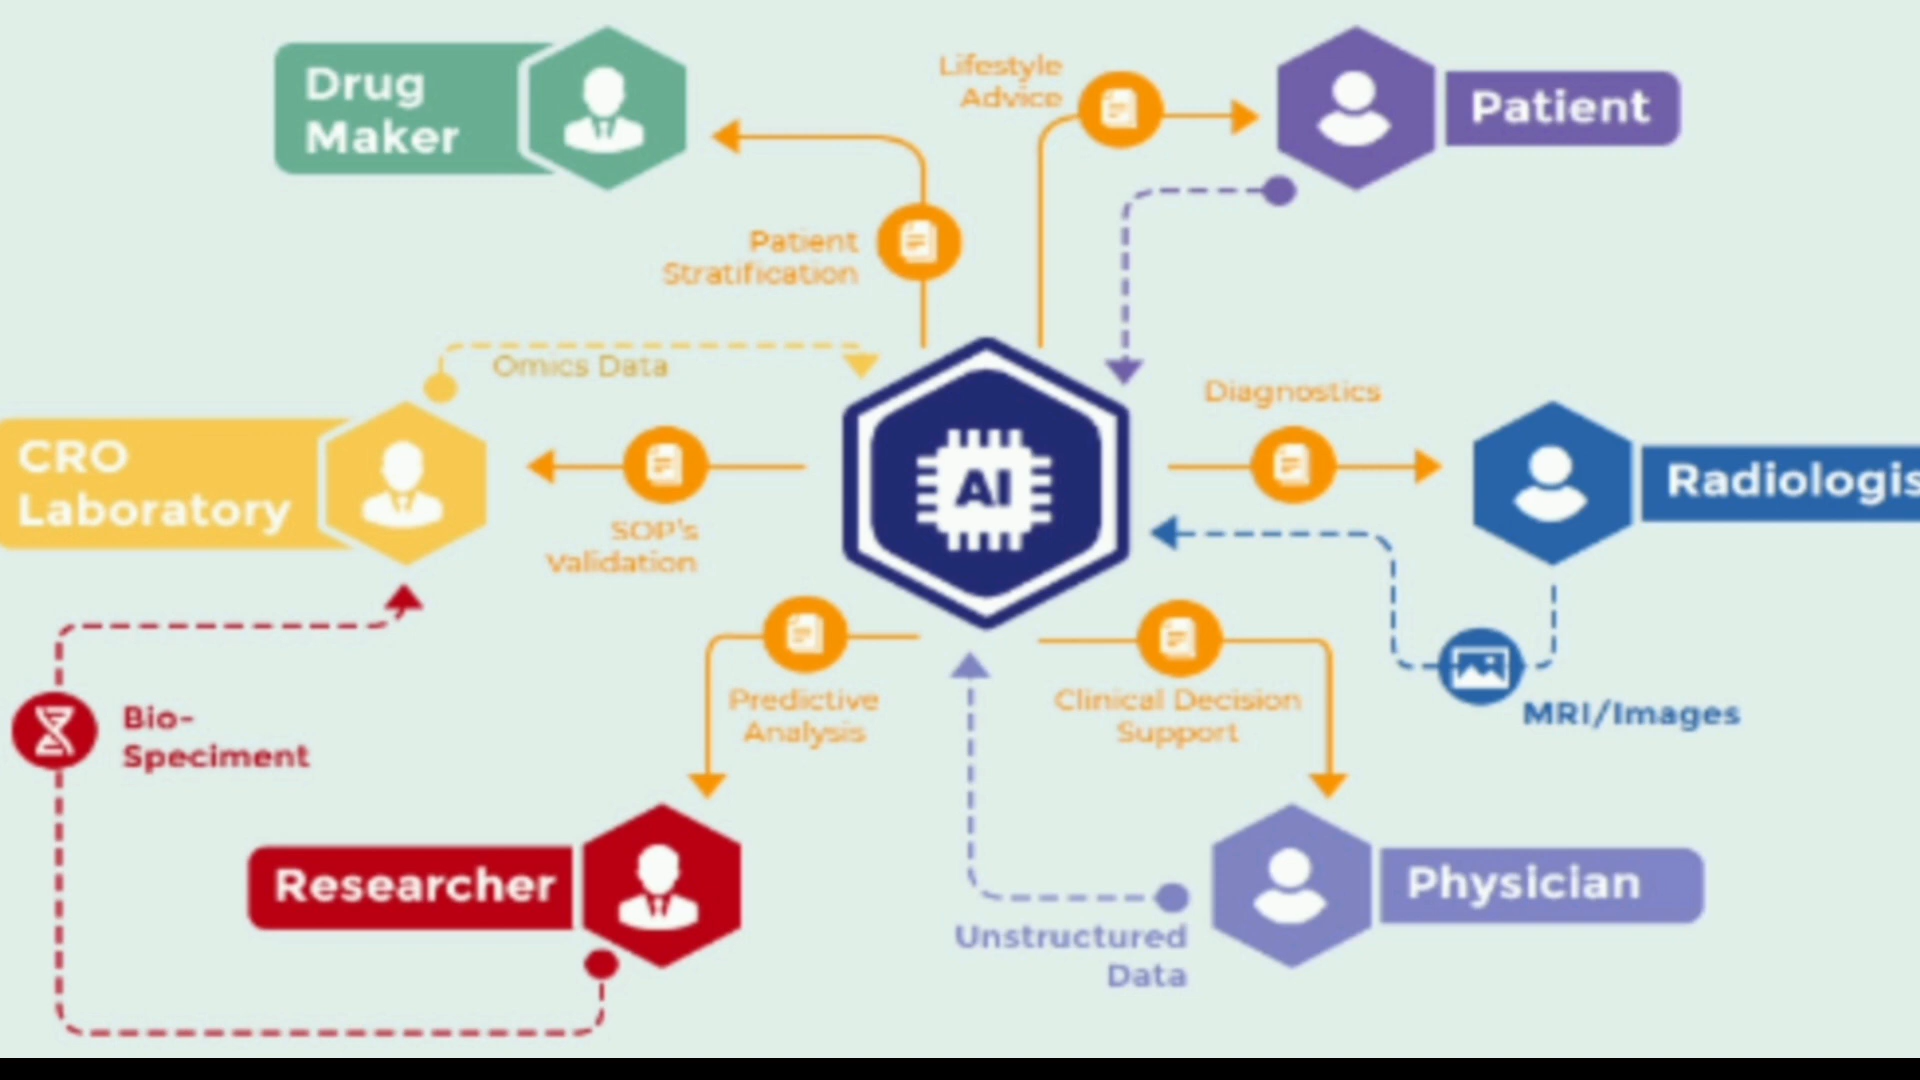 Drug
Maker
Lifestyle
Advice
Patient
Patient
Stratification
Omics Data
Diagnostics
CRO
Laboratory
AI
Radiologis
SOP's
Validation
Predictive
Analysis
Clinical Decision
Support
MRI/Images
Bio-
Speciment
Researcher
Physician
Unstructured
Data